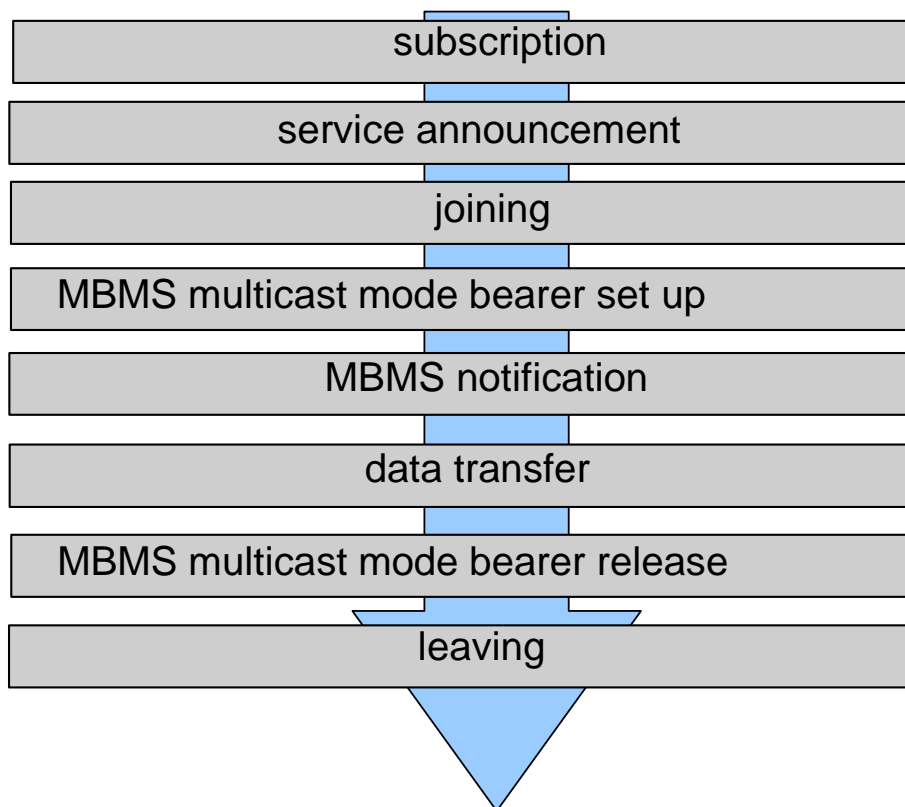 subscription
service announcement
joining
MBMS multicast mode bearer set up
MBMS notification
data transfer
MBMS multicast mode bearer release
leaving